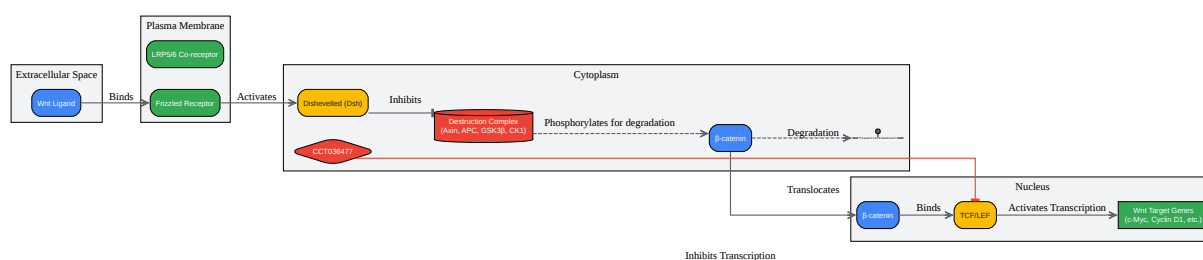 Plasma Membrane
LRP5/6 Co-receptor
Extracellular Space
Wnt Ligand
Binds
Frizzled Receptor
Activates
Cytoplasm
Dishevelled (Dsh)
Inhibits
Destruction Complex
(Axin, APC, GSK3β, CK1)
Phosphorylates for degradation
β-catenin
Degradation
CCT036477
Translocates
Nucleus
β-catenin
Binds
TCF/LEF
Activates Transcription
Wnt Target Genes
(c-Myc, Cyclin D1, etc.)
Inhibits Transcription